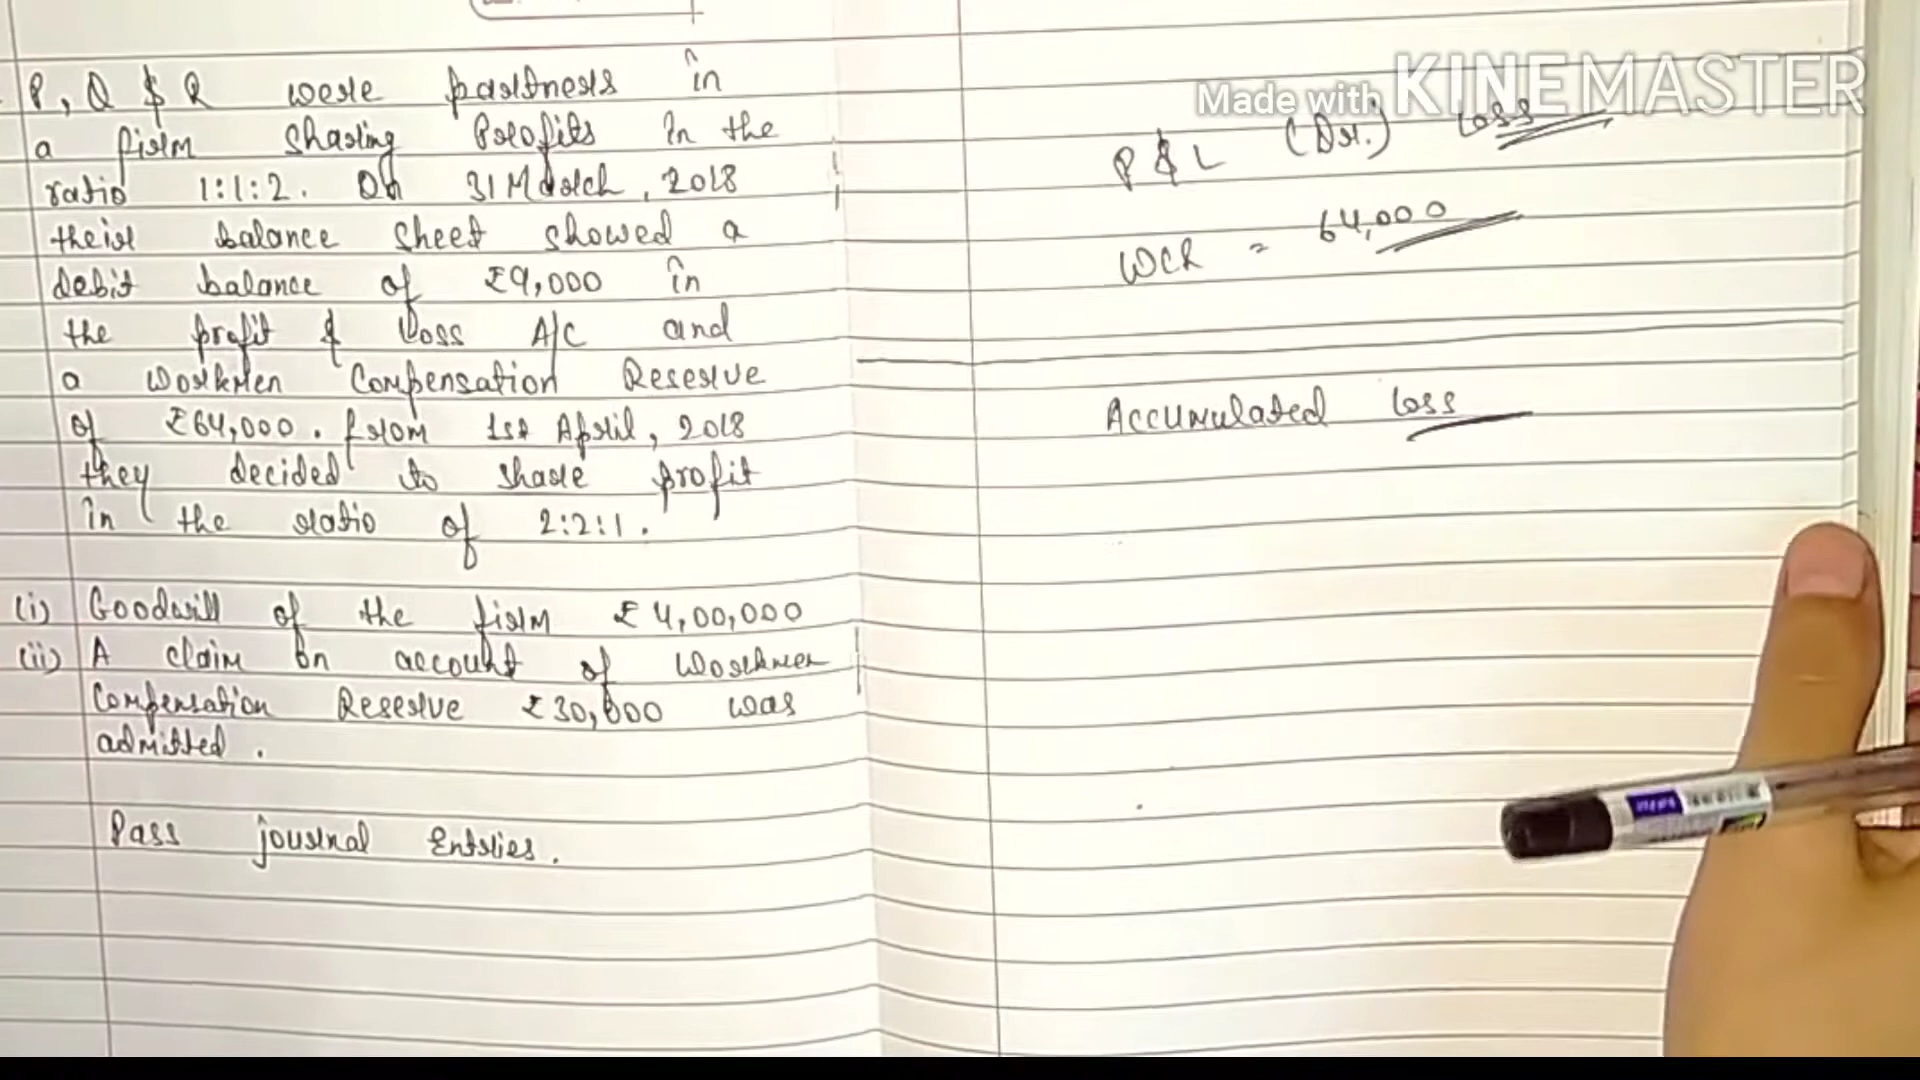 P, Q & R were partners in
a firm sharing Profits in the
ratio 1:1:2. On 31 March, 2018
their balance sheet showed a
debit balance of ₹9,000 in
the profit & loss A/C and
a Workmen Compensation Reserve
of ₹64,000. from 1st April, 2018
they decided to share profit
in the ratio of 2:2:1.
(i) Goodwill of the firm ₹4,00,000
(ii) A claim on account of Workmen
Compensation Reserve ₹30,000 was
admitted.
Pass journal Entries.
Made with KINEMASTER
P & L (Dr.) Loss
WCR = 64,000
Accumulated Loss